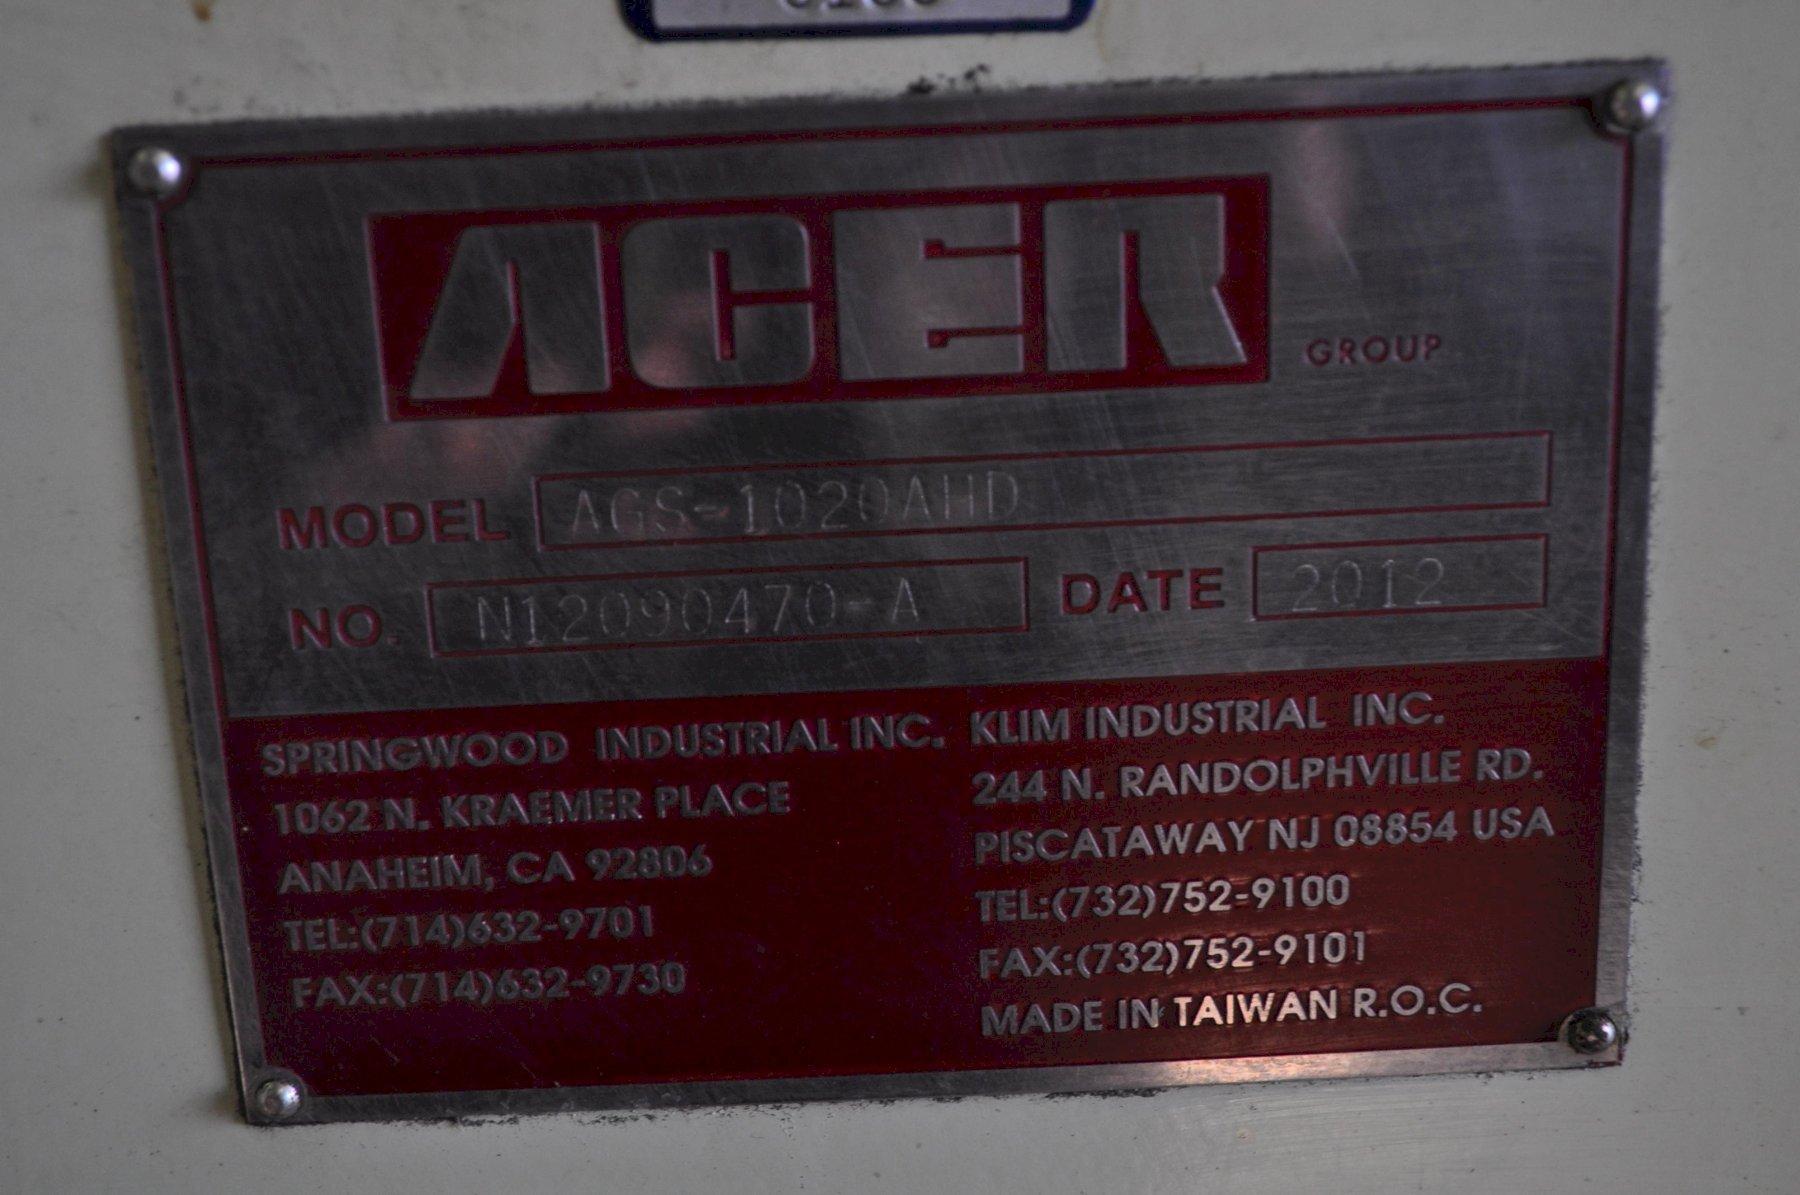 ACER GROUP
MODEL AGS-1020AHD
NO. N12090470-A DATE 2012
SPRINGWOOD INDUSTRIAL INC.
1062 N. KRAEMER PLACE
ANAHEIM, CA 92806
TEL:(714)632-9701
FAX:(714)632-9730
KLIM INDUSTRIAL INC.
244 N. RANDOLPHVILLE RD.
PISCATAWAY NJ 08854 USA
TEL:(732)752-9100
FAX:(732)752-9101
MADE IN TAIWAN R.O.C.